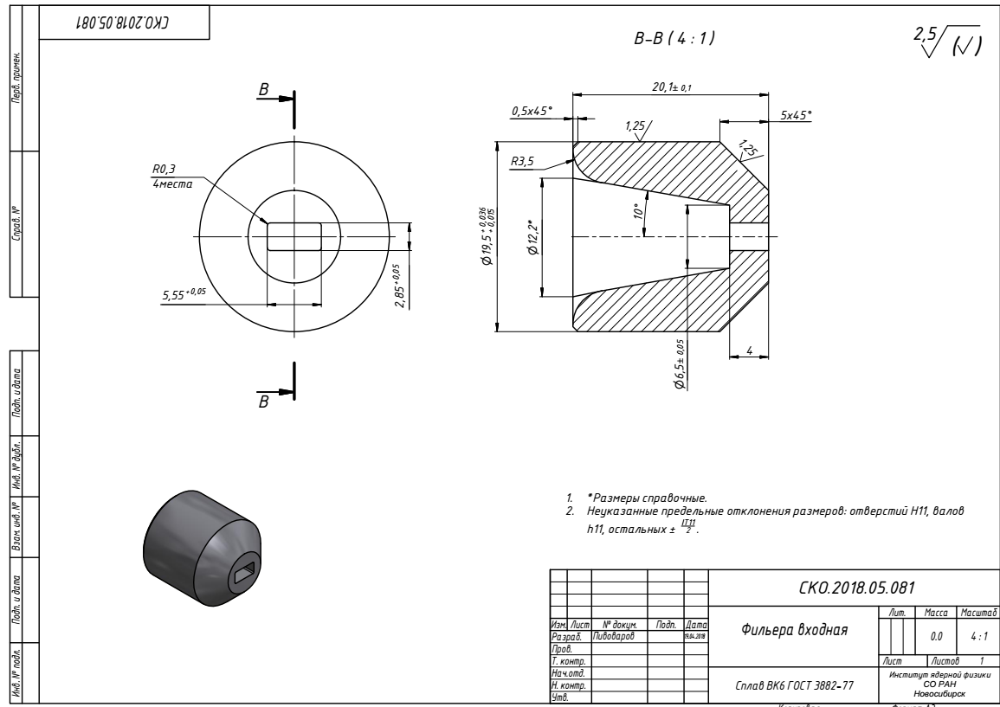 СКО.2018.05.081
Перв. примен.
Справ. №
Подп. и дата
Инв. № дубл.
Взам. инв. №
Подп. и дата
Инв. № подл.
В-В ( 4 : 1 )
2,5 (√)
В
В
R0,3
4места
5,55+0,05
2,85+0,05
20,1± 0,1
0,5x45°
5x45°
1,25
1,25
R3,5
10°
Ø19,5 +0,036 +0,015
Ø12,2*
Ø6,5± 0,05
4
1. *Размеры справочные.
2. Неуказанные предельные отклонения размеров: отверстий H11, валов
h11, остальных ± IT11/2 .
СКО.2018.05.081
Изм. Лист № докум. Подп. Дата
Разраб. Пивоваров 19.04.2018
Пров.
Т. контр.
Нач.отд.
Н. контр.
Утв.
Фильера входная
Лит. Масса Масштаб
0.0 4 : 1
Лист Листов 1
Сплав ВК6 ГОСТ 3882-77
Институт ядерной физики
СО РАН
Новосибирск